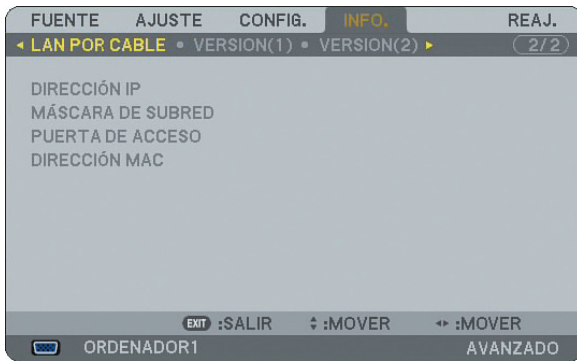 FUENTE AJUSTE CONFIG. INFO. REAJ.
LAN POR CABLE • VERSION(1) • VERSION(2) 2/2
DIRECCIÓN IP
MÁSCARA DE SUBRED
PUERTA DE ACCESO
DIRECCIÓN MAC
EXIT :SALIR :MOVER :MOVER
ORDENADOR1 AVANZADO